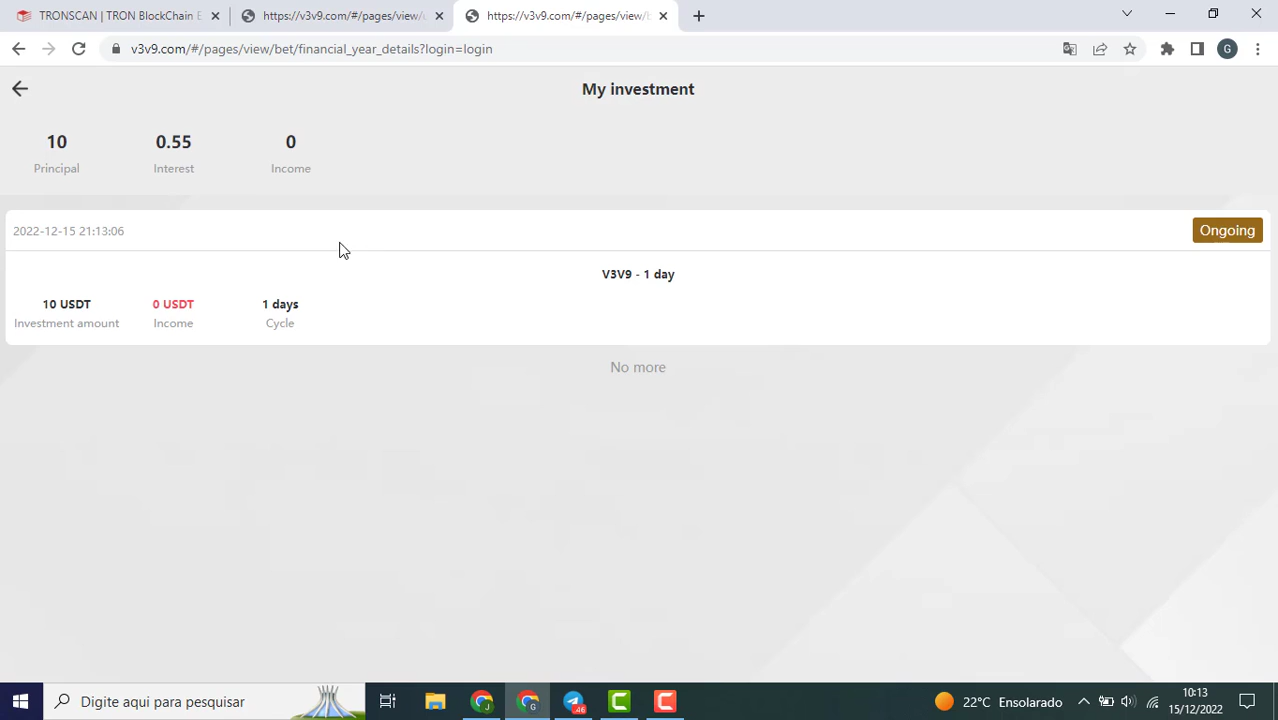 TRONSCAN | TRON BlockChain E
https://v3v9.com/#/pages/view/
https://v3v9.com/#/pages/view/
v3v9.com/#/pages/view/bet/financial_year_details?login=login
G
My investment
10
0.55
0
Principal
Interest
Income
2022-12-15 21:13:06
Ongoing
V3V9 - 1 day
10 USDT
0 USDT
1 days
Investment amount
Income
Cycle
No more
Digite aqui para pesquisar
J
G
46
22°C
Ensolarado
10:13
15/12/2022